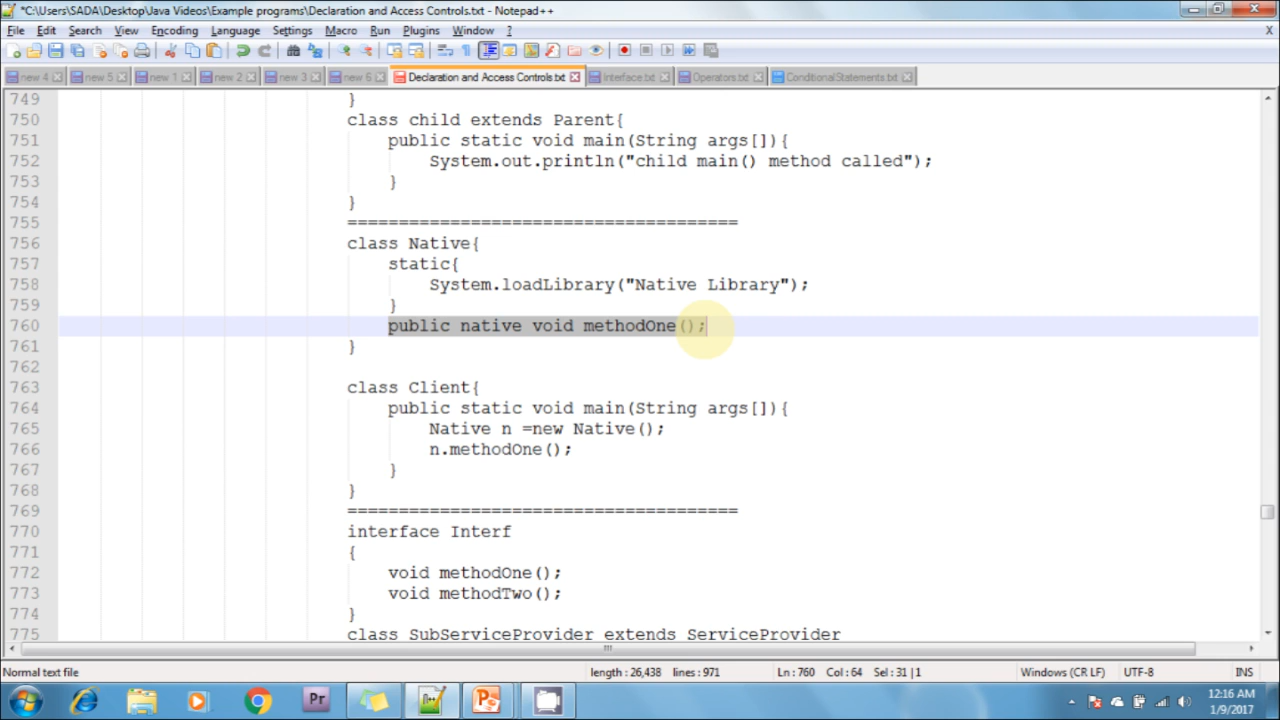 *C:\Users\SADA\Desktop\Java Videos\Example programs\Declaration and Access Controls.txt - Notepad++
File Edit Search View Encoding Language Settings Macro Run Plugins Window ? X
new 4 new 5 new 1 new 2 new 3 new 6 Declaration and Access Controls.txt Interface.txt Operators.txt Conditional Statements.txt
749 }
750 class child extends Parent{
751 public static void main(String args[]){
752 System.out.println("child main() method called");
753 }
754 }
755 ======================================
756 class Native{
757 static{
758 System.loadLibrary("Native Library");
759 }
760 public native void methodOne();
761 }
762
763 class Client{
764 public static void main(String args[]){
765 Native n =new Native();
766 n.methodOne();
767 }
768 }
769 ======================================
770 interface Interf
771 {
772 void methodOne();
773 void methodTwo();
774 }
775 class SubServiceProvider extends ServiceProvider
Normal text file length : 26,438 lines : 971 Ln : 760 Col : 64 Sel : 31 | 1 Windows (CR LF) UTF-8 INS
Pr
12:16 AM
1/9/2017